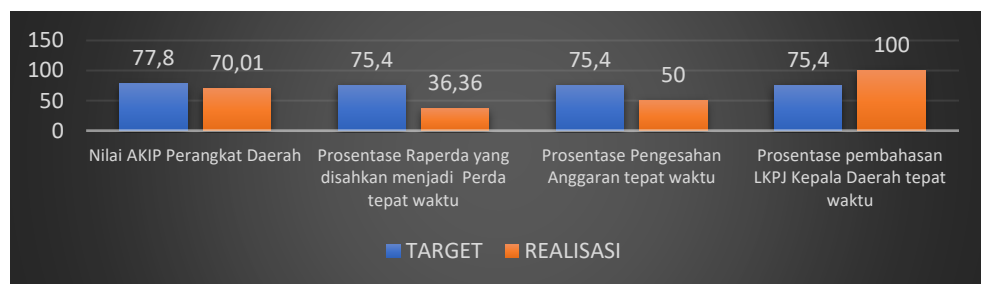 150
100
50
0
77,8 70,01 75,4 36,36 75,4 50 75,4 100
Nilai AKIP Perangkat Daerah
Prosentase Raperda yang
disahkan menjadi Perda
tepat waktu
Prosentase Pengesahan
Anggaran tepat waktu
Prosentase pembahasan
LKPJ Kepala Daerah tepat
waktu
TARGET REALISASI